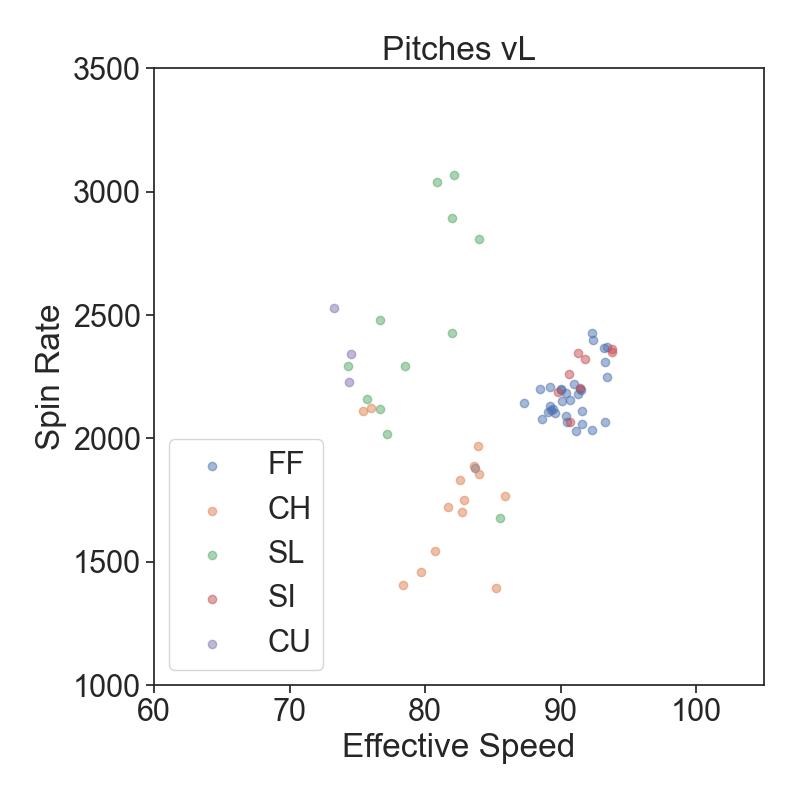 Pitches vL
3500
3000
2500
2000
1500
1000
Spin Rate
FF
CH
SL
SI
CU
60 70 80 90 100
Effective Speed